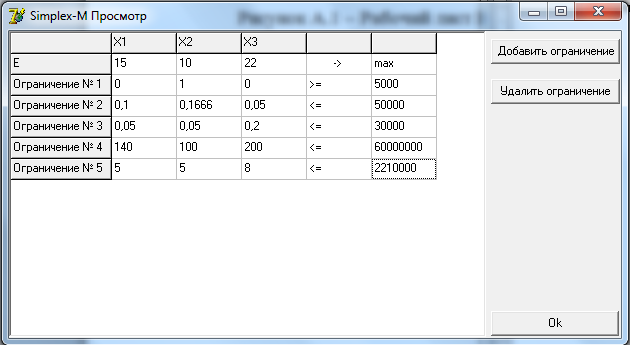 Simplex-M Просмотр
X1 X2 X3
E 15 10 22 -> max
Ограничение № 1 0 1 0 >= 5000
Ограничение № 2 0,1 0,1666 0,05 <= 50000
Ограничение № 3 0,05 0,05 0,2 <= 30000
Ограничение № 4 140 100 200 <= 60000000
Ограничение № 5 5 5 8 <= 2210000
Добавить ограничение
Удалить ограничение
Ok